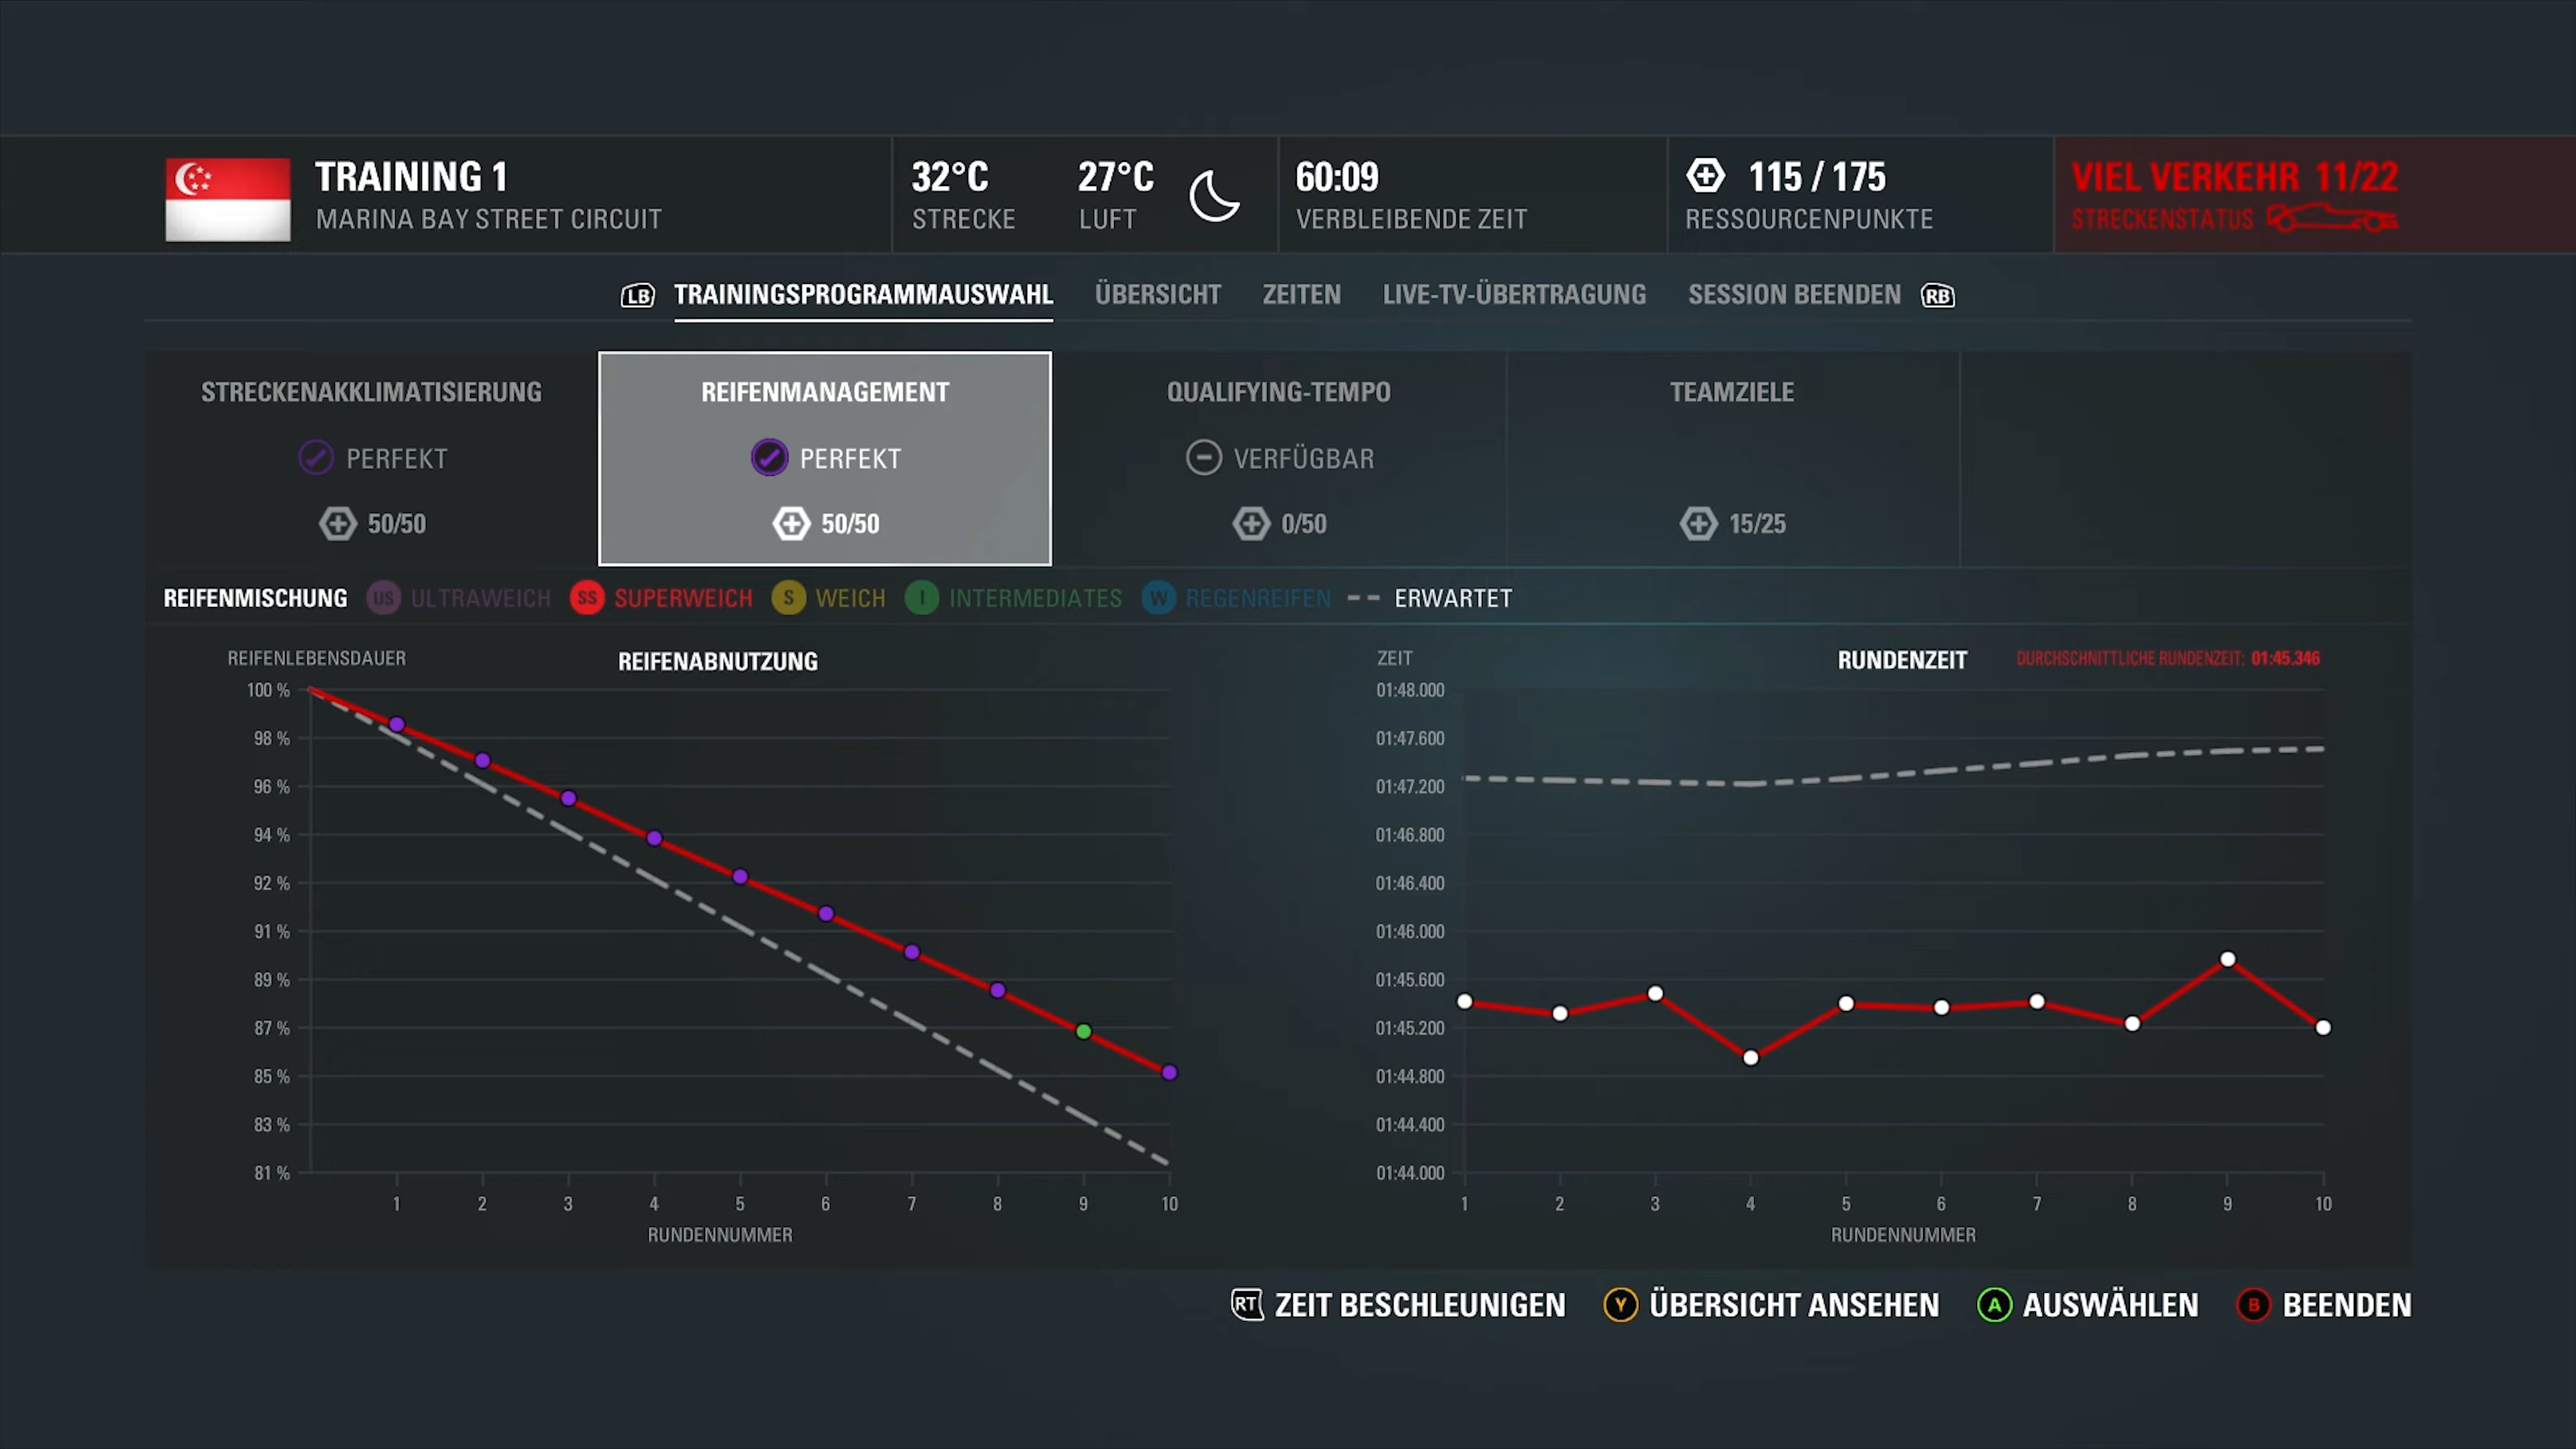 TRAINING 1
MARINA BAY STREET CIRCUIT
32°C
STRECKE
27°C
LUFT
60:09
VERBLEIBENDE ZEIT
115 / 175
RESSOURCENPUNKTE
VIEL VERKEHR 11/22
STRECKENSTATUS
LB TRAININGSPROGRAMMAUSWAHL ÜBERSICHT ZEITEN LIVE-TV-ÜBERTRAGUNG SESSION BEENDEN RB
STRECKENAKKLIMATISIERUNG
PERFEKT
50/50
REIFENMANAGEMENT
PERFEKT
50/50
QUALIFYING-TEMPO
VERFÜGBAR
0/50
TEAMZIELE
15/25
REIFENMISCHUNG US ULTRAWEICH SS SUPERWEICH S WEICH I INTERMEDIATES W REGENREIFEN -- ERWARTET
REIFENLEBENSDAUER
REIFENABNUTZUNG
100 %
98 %
96 %
94 %
92 %
91 %
89 %
87 %
85 %
83 %
81 %
1 2 3 4 5 6 7 8 9 10
RUNDENNUMMER
ZEIT
RUNDENZEIT
DURCHSCHNITTLICHE RUNDENZEIT: 01:45.346
01:48.000
01:47.600
01:47.200
01:46.800
01:46.400
01:46.000
01:45.600
01:45.200
01:44.800
01:44.400
01:44.000
1 2 3 4 5 6 7 8 9 10
RUNDENNUMMER
RT ZEIT BESCHLEUNIGEN Y ÜBERSICHT ANSEHEN A AUSWÄHLEN B BEENDEN